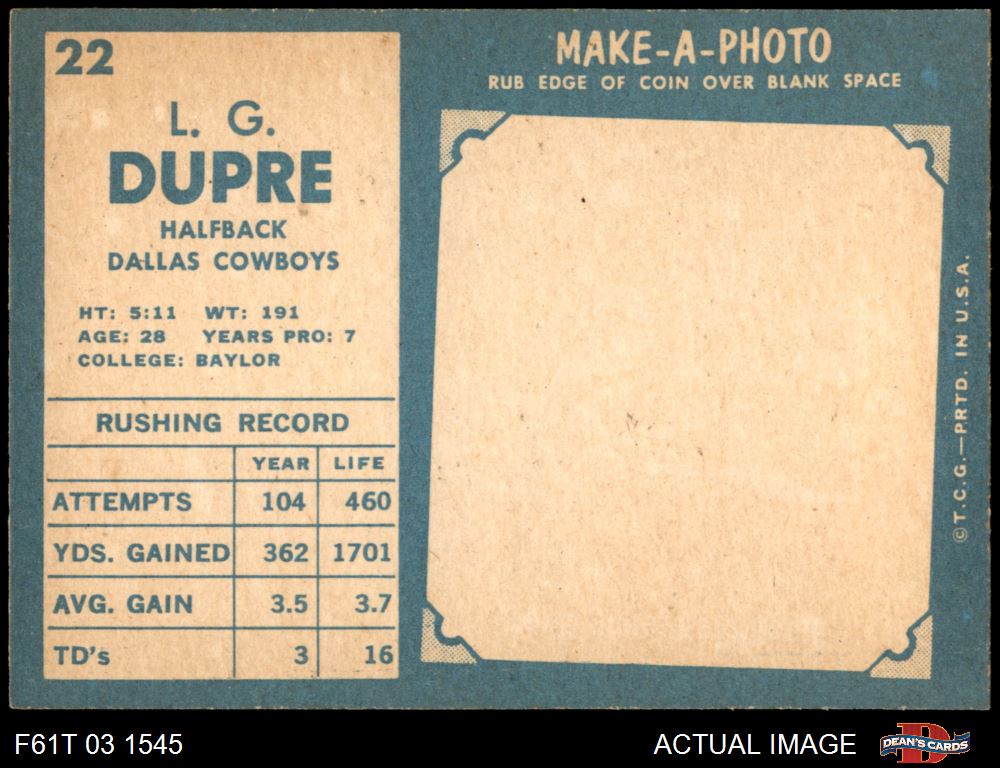 22
L. G.
DUPRE
HALFBACK
DALLAS COWBOYS
HT: 5:11 WT: 191
AGE: 28 YEARS PRO: 7
COLLEGE: BAYLOR
RUSHING RECORD
YEAR LIFE
ATTEMPTS 104 460
YDS. GAINED 362 1701
AVG. GAIN 3.5 3.7
TD's 3 16
MAKE-A-PHOTO
RUB EDGE OF COIN OVER BLANK SPACE
©T.C.G.—PRTD. IN U.S.A.
F61T 03 1545
ACTUAL IMAGE
D
DEAN'S CARDS